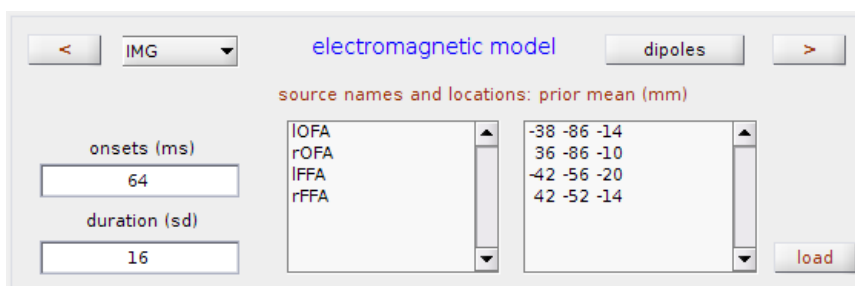 < IMG electromagnetic model dipoles >
source names and locations: prior mean (mm)
onsets (ms)
64
duration (sd)
16
lOFA
rOFA
lFFA
rFFA
-38 -86 -14
36 -86 -10
-42 -56 -20
42 -52 -14
load